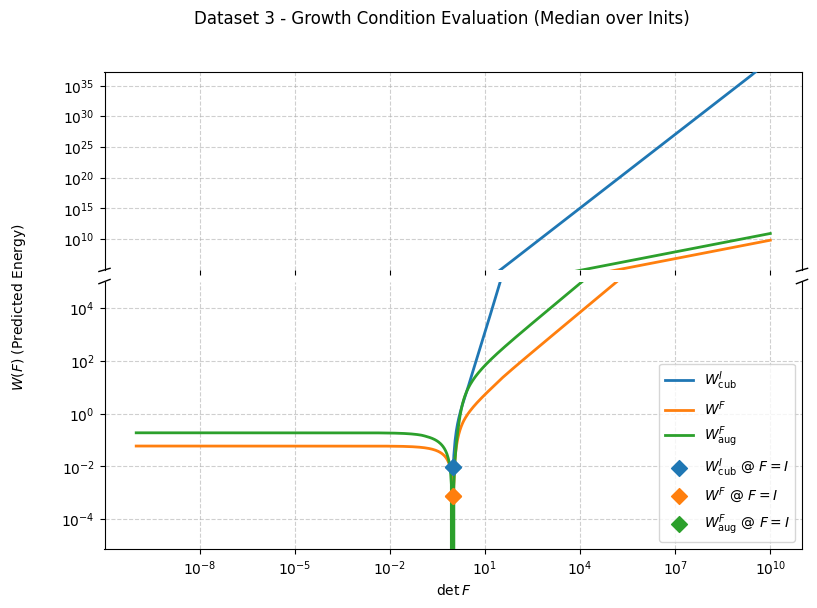 Dataset 3 - Growth Condition Evaluation (Median over Inits)
W(F) (Predicted Energy)
10^35
10^30
10^25
10^20
10^15
10^10
10^4
10^2
10^0
10^−2
10^−4
W^I_cub
W^F
W^F_aug
W^I_cub @ F = I
W^F @ F = I
W^F_aug @ F = I
10^−8 10^−5 10^−2 10^1 10^4 10^7 10^10
det F